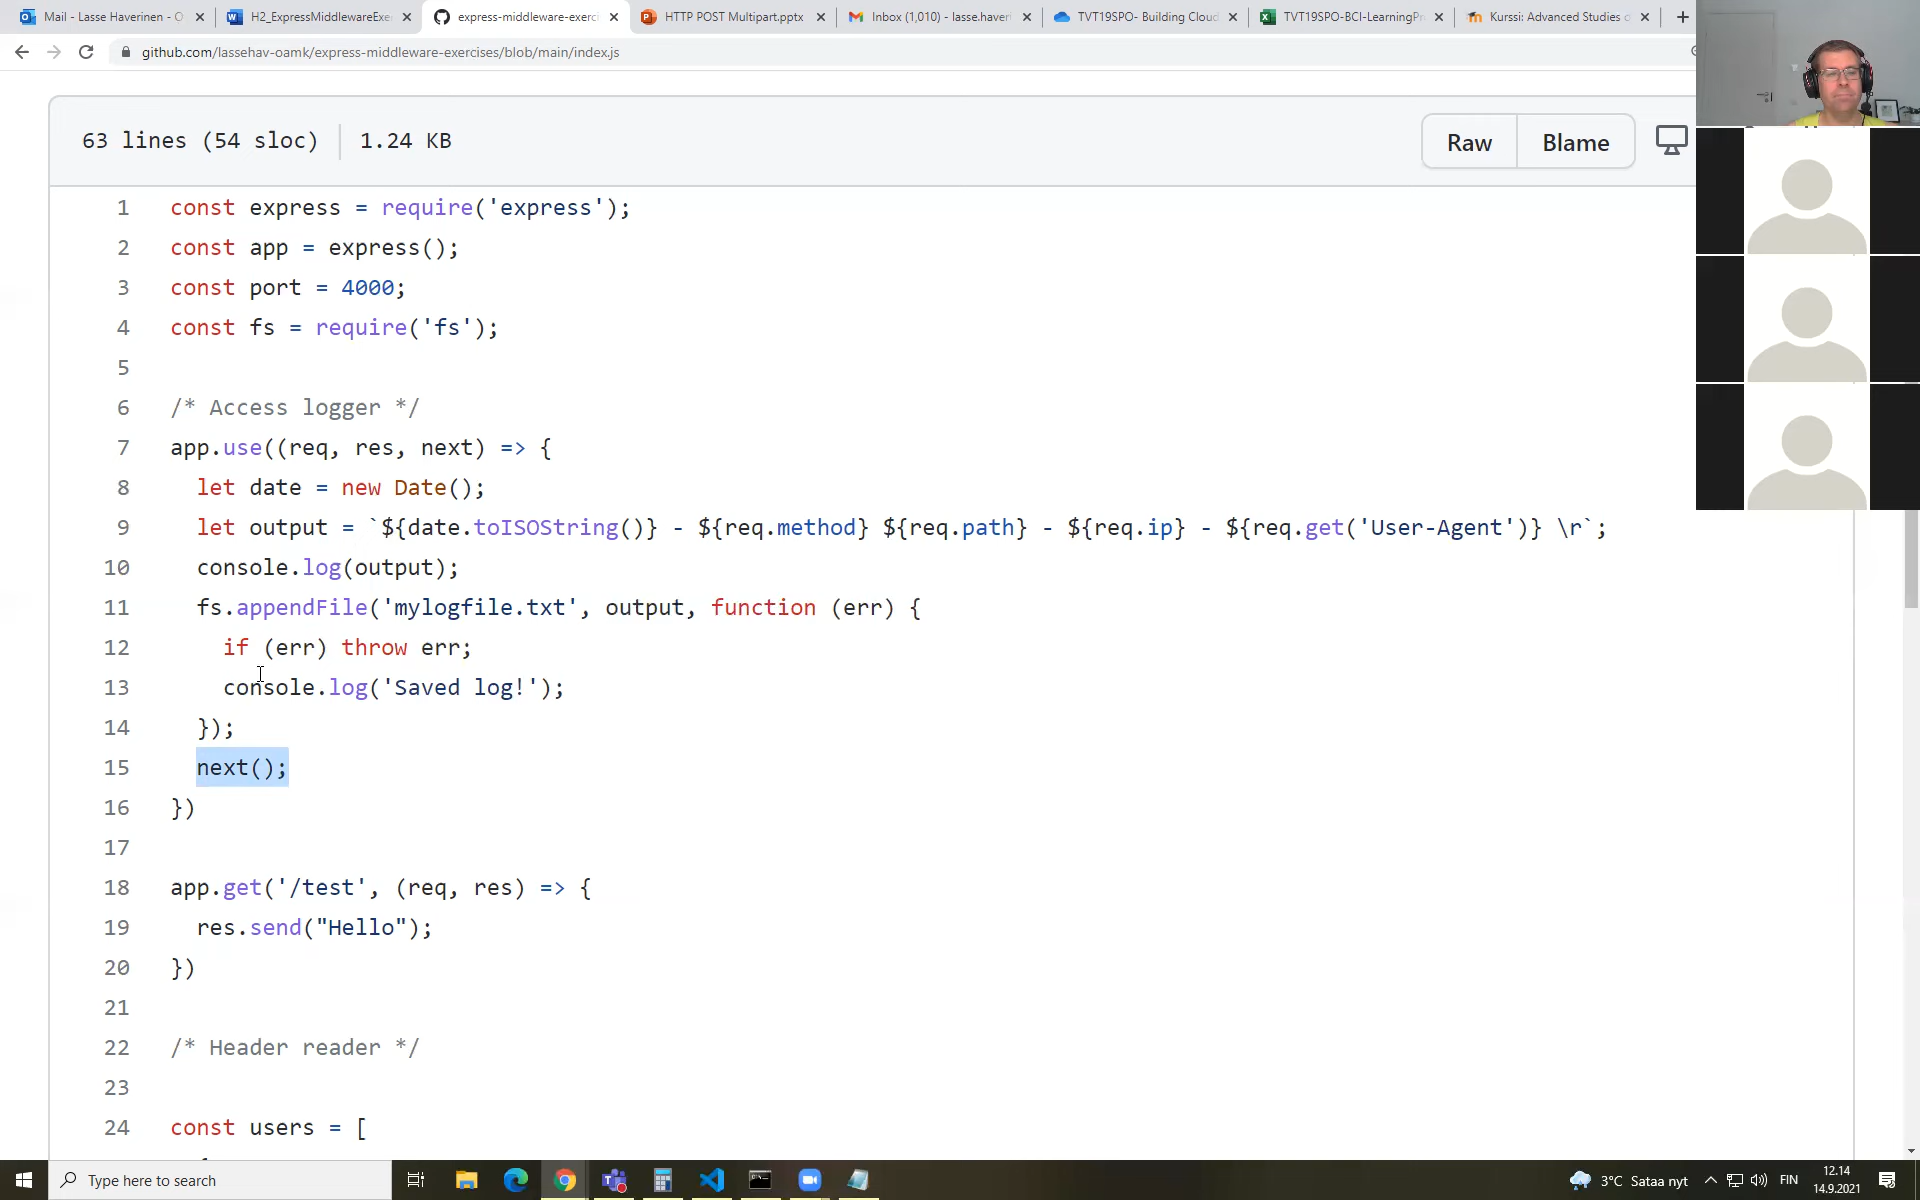 Mail - Lasse Haverinen - O
H2_ExpressMiddlewareExe
express-middleware-exerci
HTTP POST Multipart.pptx
Inbox (1,010) - lasse.haver
TVT19SPO- Building Cloud
TVT19SPO-BCI-LearningPr
Kurssi: Advanced Studies o
github.com/lassehav-oamk/express-middleware-exercises/blob/main/index.js
63 lines (54 sloc) 1.24 KB
Raw Blame
1 const express = require('express');
2 const app = express();
3 const port = 4000;
4 const fs = require('fs');
5
6 /* Access logger */
7 app.use((req, res, next) => {
8 let date = new Date();
9 let output = `${date.toISOString()} - ${req.method} ${req.path} - ${req.ip} - ${req.get('User-Agent')} \r`;
10 console.log(output);
11 fs.appendFile('mylogfile.txt', output, function (err) {
12 if (err) throw err;
13 console.log('Saved log!');
14 });
15 next();
16 })
17
18 app.get('/test', (req, res) => {
19 res.send("Hello");
20 })
21
22 /* Header reader */
23
24 const users = [
Type here to search
3°C Sataa nyt
FIN
12.14
14.9.2021